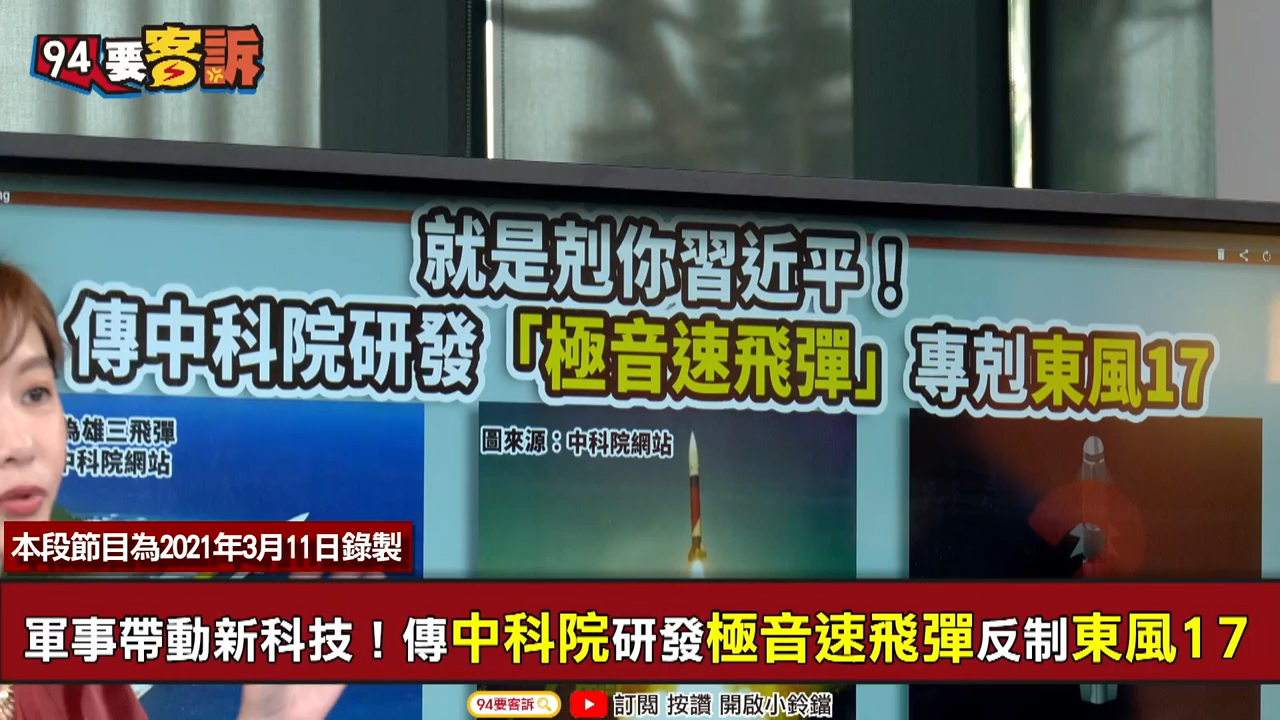 94要客訴
ng
就是剋你習近平！
傳中科院研發「極音速飛彈」專剋東風17
為雄三飛彈
中科院網站
圖來源：中科院網站
本段節目為2021年3月11日錄製
軍事帶動新科技！傳中科院研發極音速飛彈反制東風17
94要客訴
訂閱 按讚 開啟小鈴鐺